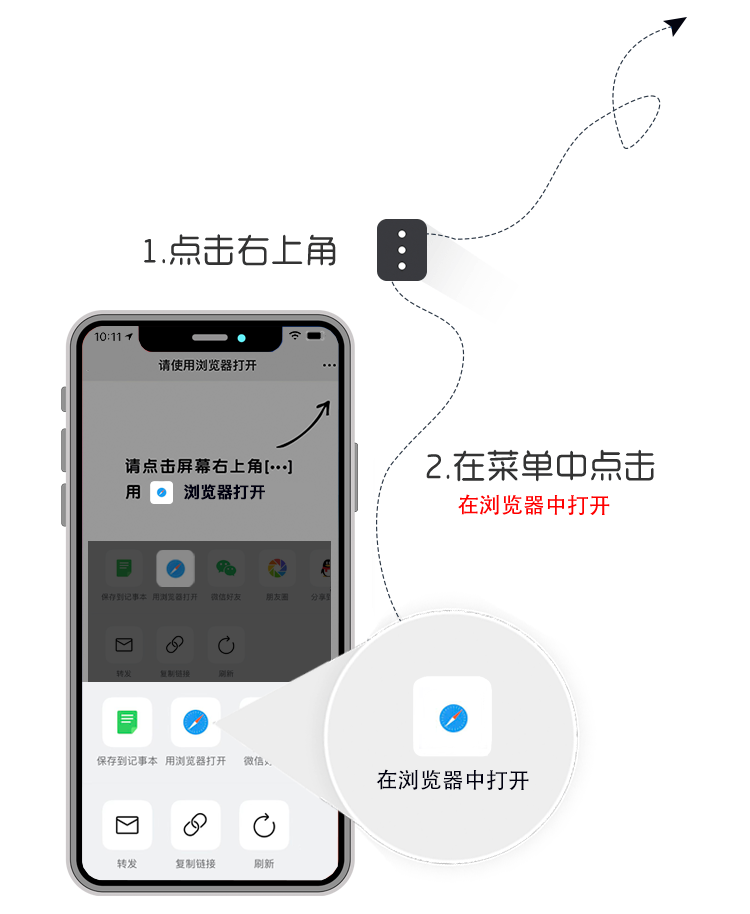 1.点击右上角
10:11
请使用浏览器打开
请点击屏幕右上角[···]
用 浏览器打开
2.在菜单中点击
在浏览器中打开
保存到记事本 用浏览器打开 微信好友 朋友圈 分享到
转发 复制链接 刷新
保存到记事本 用浏览器打开 微信好
在浏览器中打开
转发 复制链接 刷新